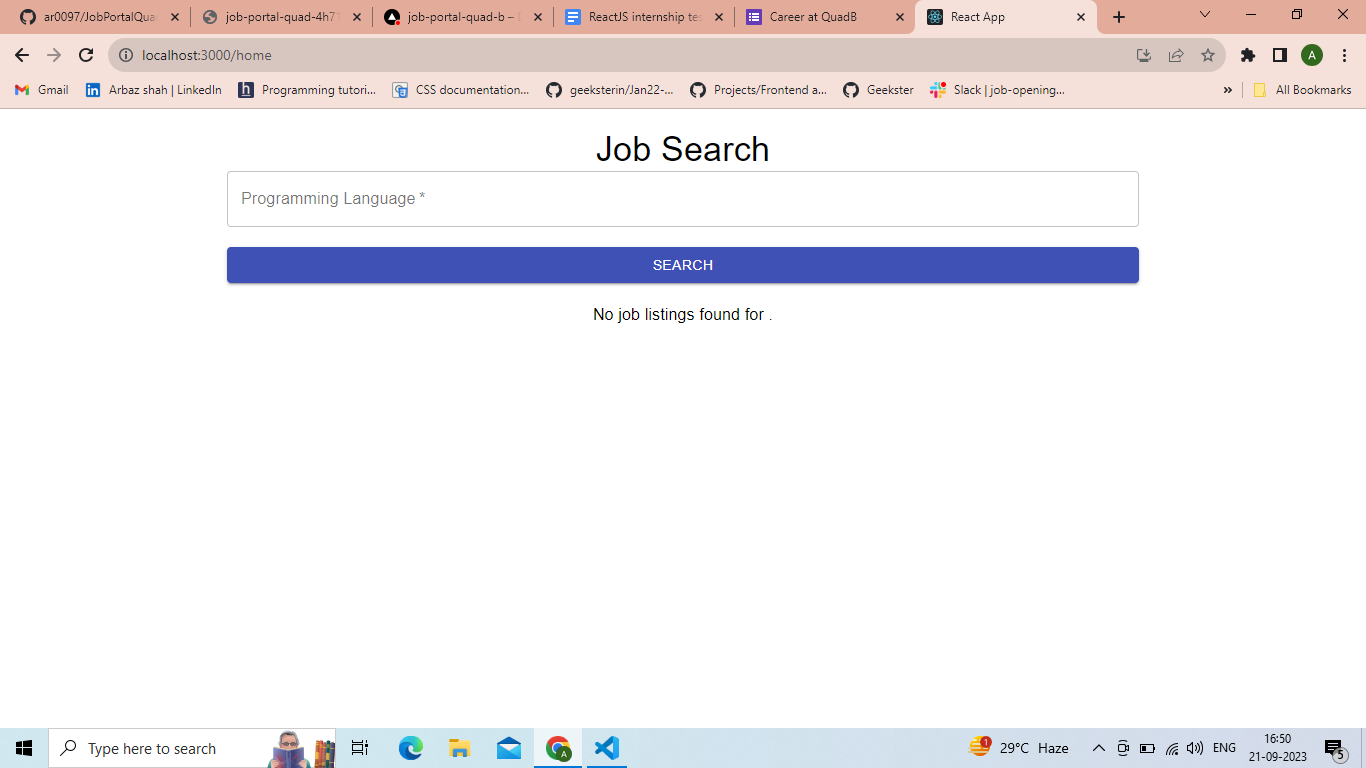 ar0097/JobPortalQua
job-portal-quad-4h71
job-portal-quad-b –
ReactJS internship tes
Career at QuadB
React App
localhost:3000/home
A
Gmail
Arbaz shah | LinkedIn
Programming tutori...
CSS documentation...
geeksterin/Jan22-...
Projects/Frontend a...
Geekster
Slack | job-opening...
»
All Bookmarks
Job Search
Programming Language *
SEARCH
No job listings found for .
Type here to search
A
1
29°C Haze
ENG
16:50
21-09-2023
5